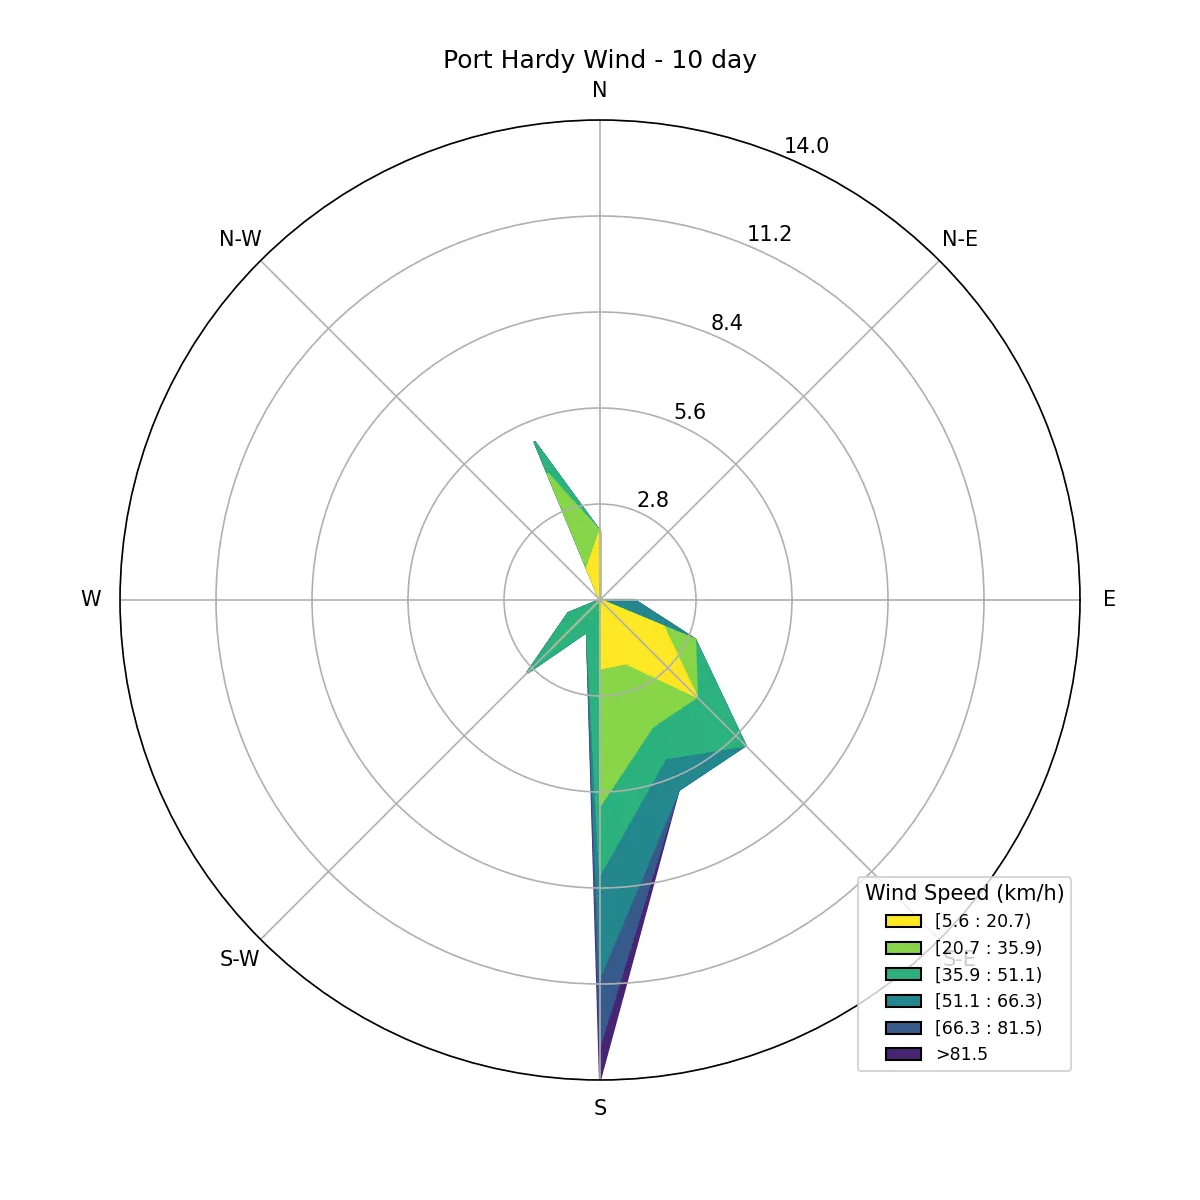 Port Hardy Wind - 10 day
N
14.0
11.2
N-W
N-E
8.4
5.6
2.8
W
E
S-W
S-E
S
Wind Speed (km/h)
[5.6 : 20.7)
[20.7 : 35.9)
[35.9 : 51.1)
[51.1 : 66.3)
[66.3 : 81.5)
>81.5